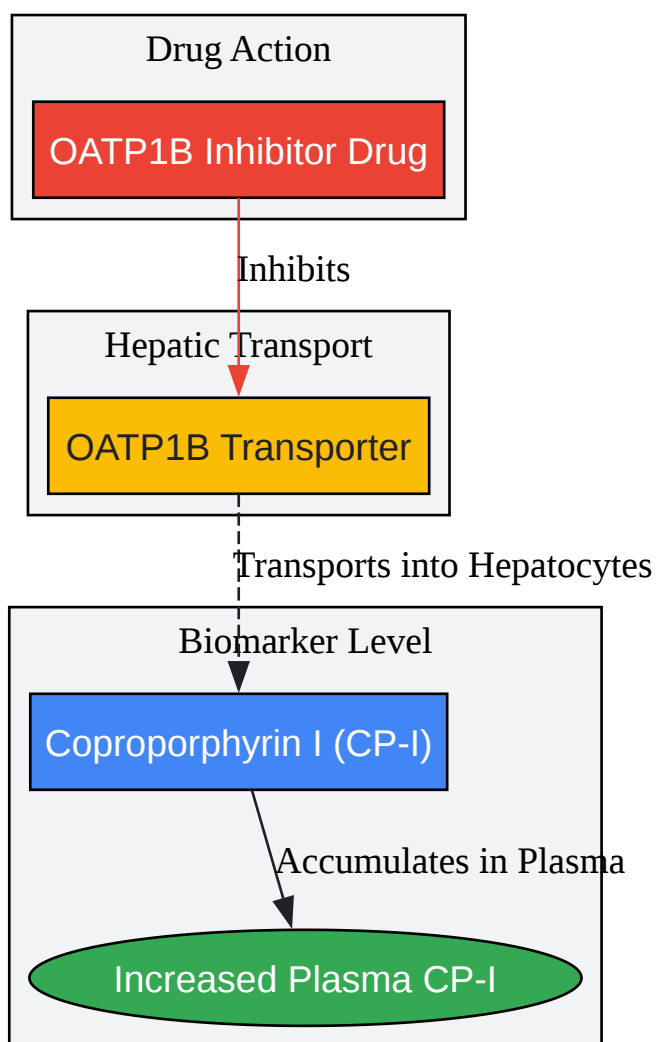 Drug Action
OATP1B Inhibitor Drug
Inhibits
Hepatic Transport
OATP1B Transporter
Transports into Hepatocytes
Biomarker Level
Coproporphyrin I (CP-I)
Accumulates in Plasma
Increased Plasma CP-I